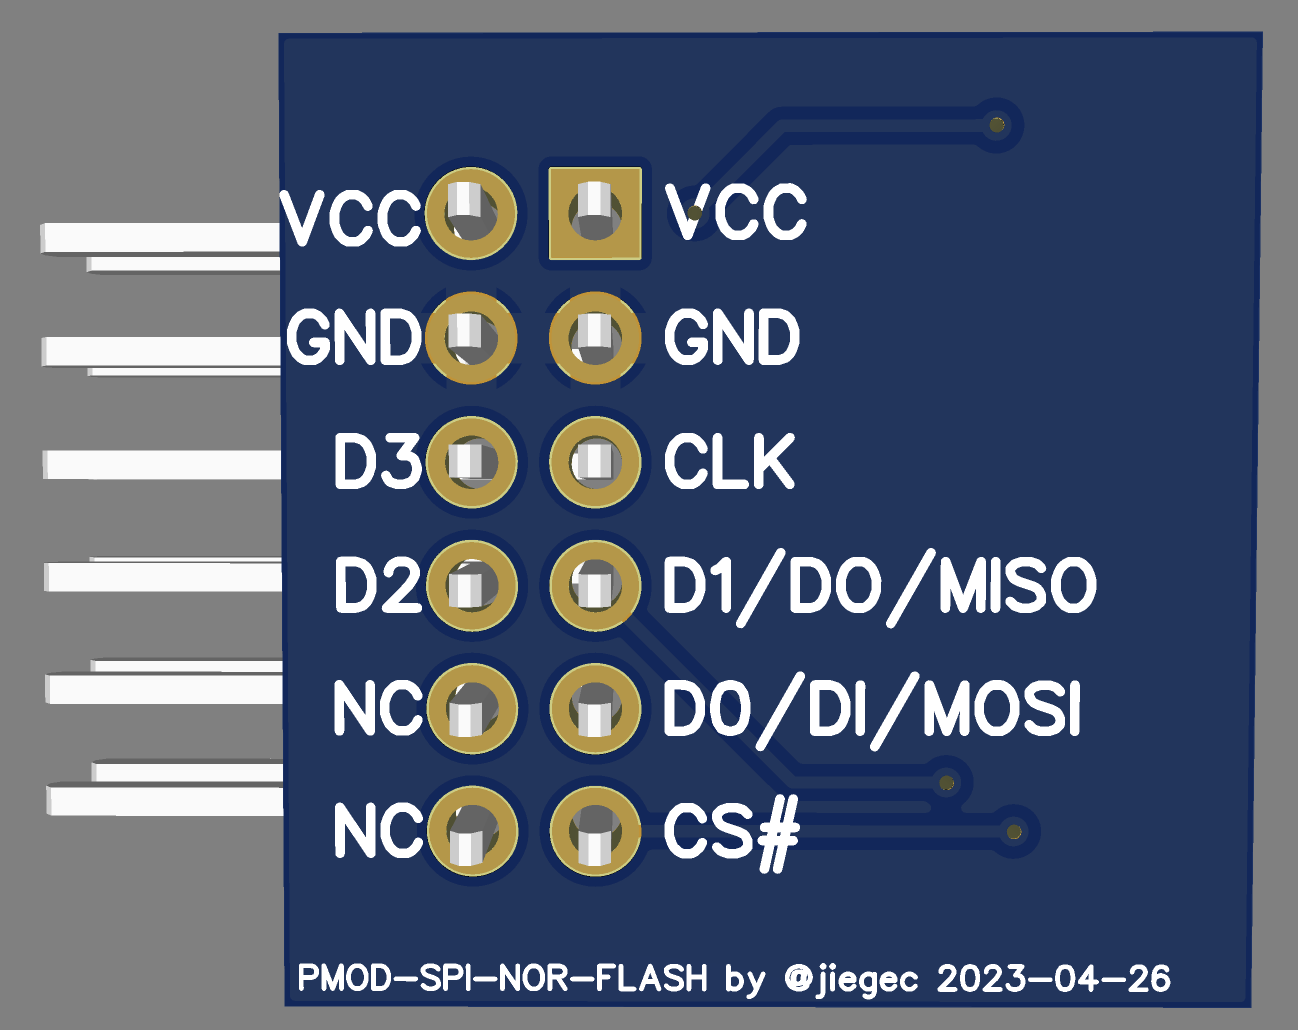 VCC VCC
GND GND
D3 CLK
D2 D1/DO/MISO
NC D0/DI/MOSI
NC CS#
PMOD-SPI-NOR-FLASH by @jiegec 2023-04-26